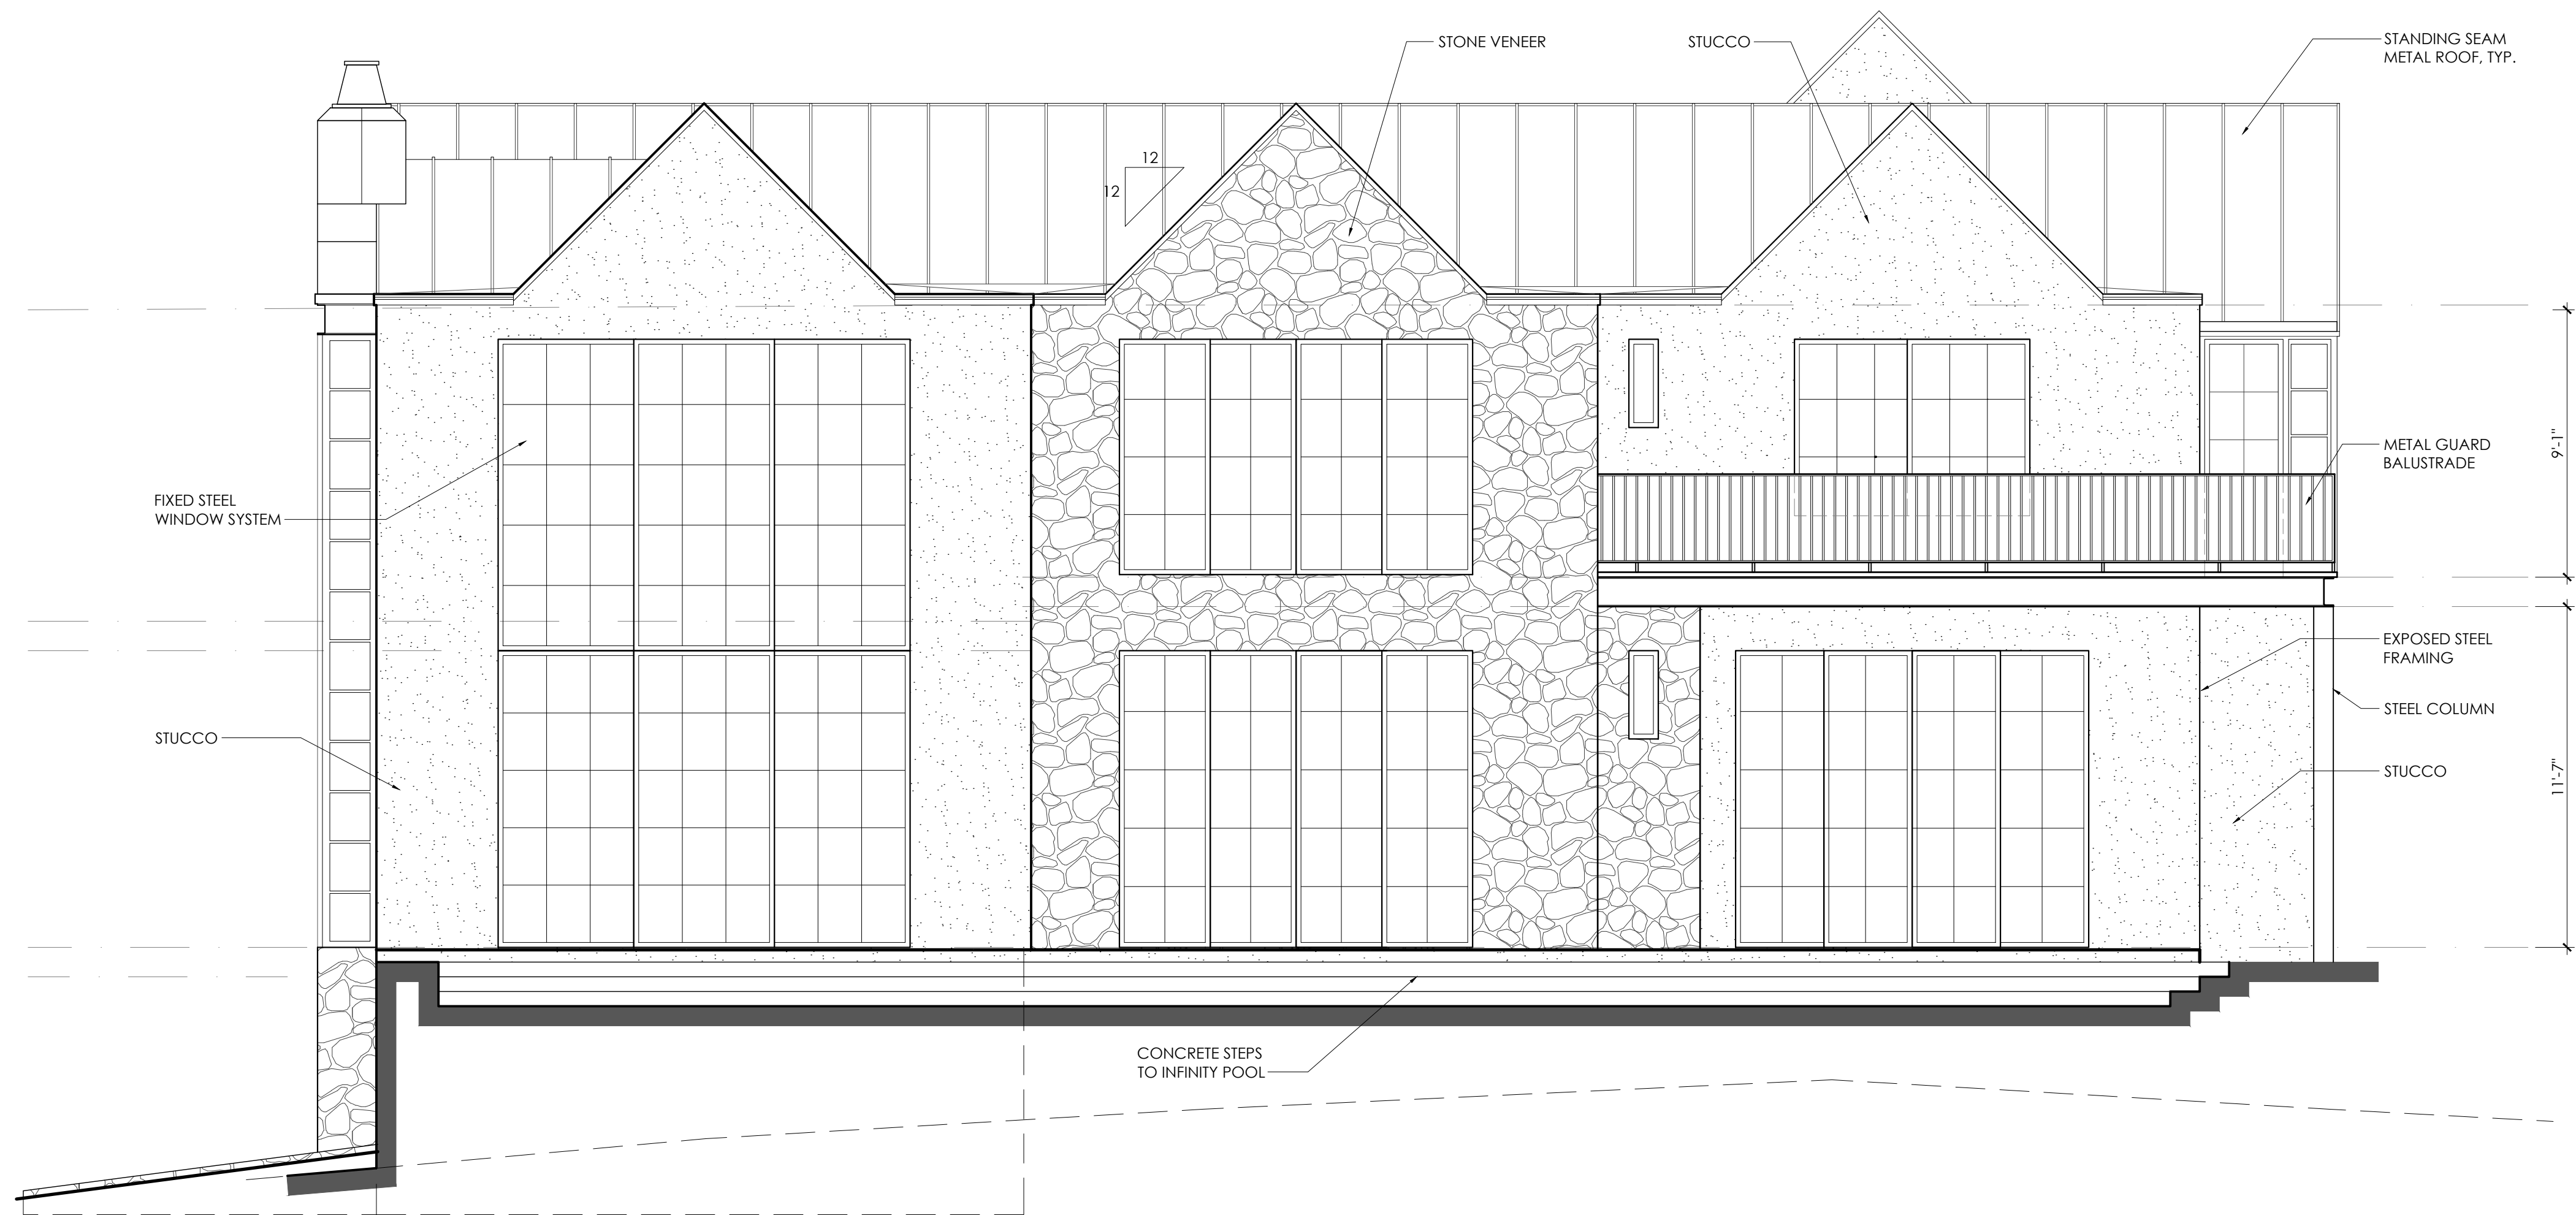 STONE VENEER
STUCCO
STANDING SEAM
METAL ROOF, TYP.
12
12
METAL GUARD
BALUSTRADE
9'-1"
FIXED STEEL
WINDOW SYSTEM
EXPOSED STEEL
FRAMING
STEEL COLUMN
STUCCO
STUCCO
11'-7"
CONCRETE STEPS
TO INFINITY POOL